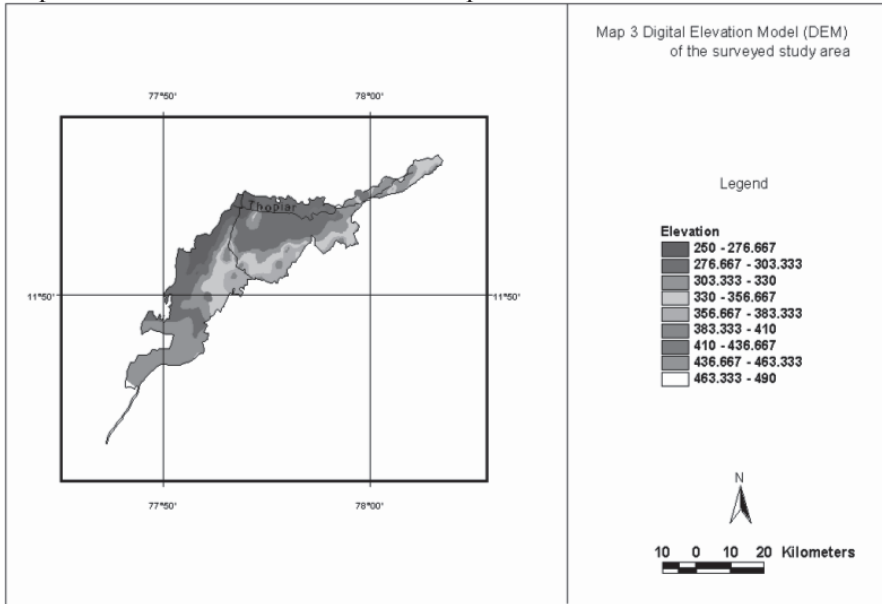 Map 3 Digital Elevation Model (DEM)
of the surveyed study area
77°50'
78°00'
Thopiar
11°50'
11°50'
77°50'
78°00'
Legend
Elevation
250 - 276.667
276.667 - 303.333
303.333 - 330
330 - 356.667
356.667 - 383.333
383.333 - 410
410 - 436.667
436.667 - 463.333
463.333 - 490
N
10 0 10 20 Kilometers